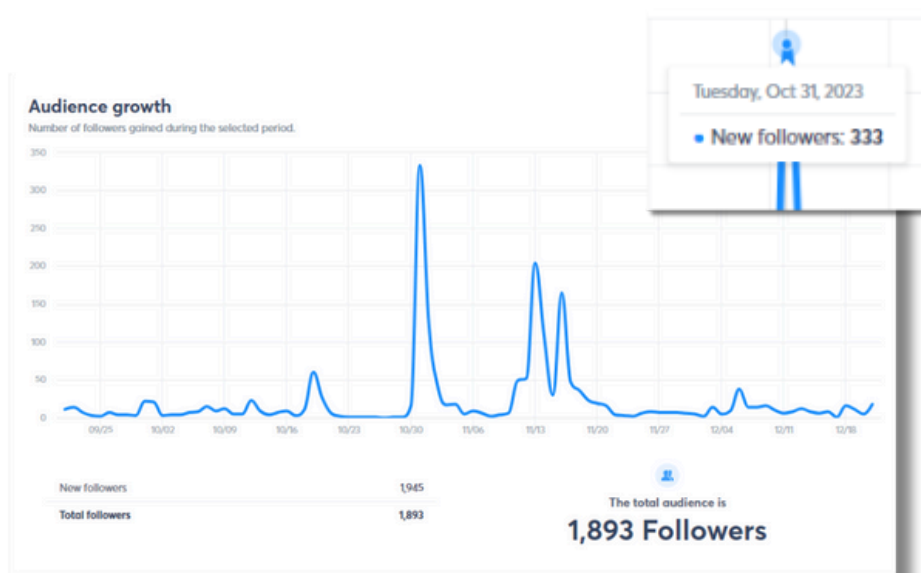 Tuesday, Oct 31, 2023
New followers: 333
Audience growth
Number of followers gained during the selected period.
350
300
250
200
150
100
50
0
09/25 10/02 10/09 10/16 10/23 10/30 11/06 11/13 11/20 11/27 12/04 12/11 12/18
New followers 1,945
Total followers 1,893
The total audience is
1,893 Followers